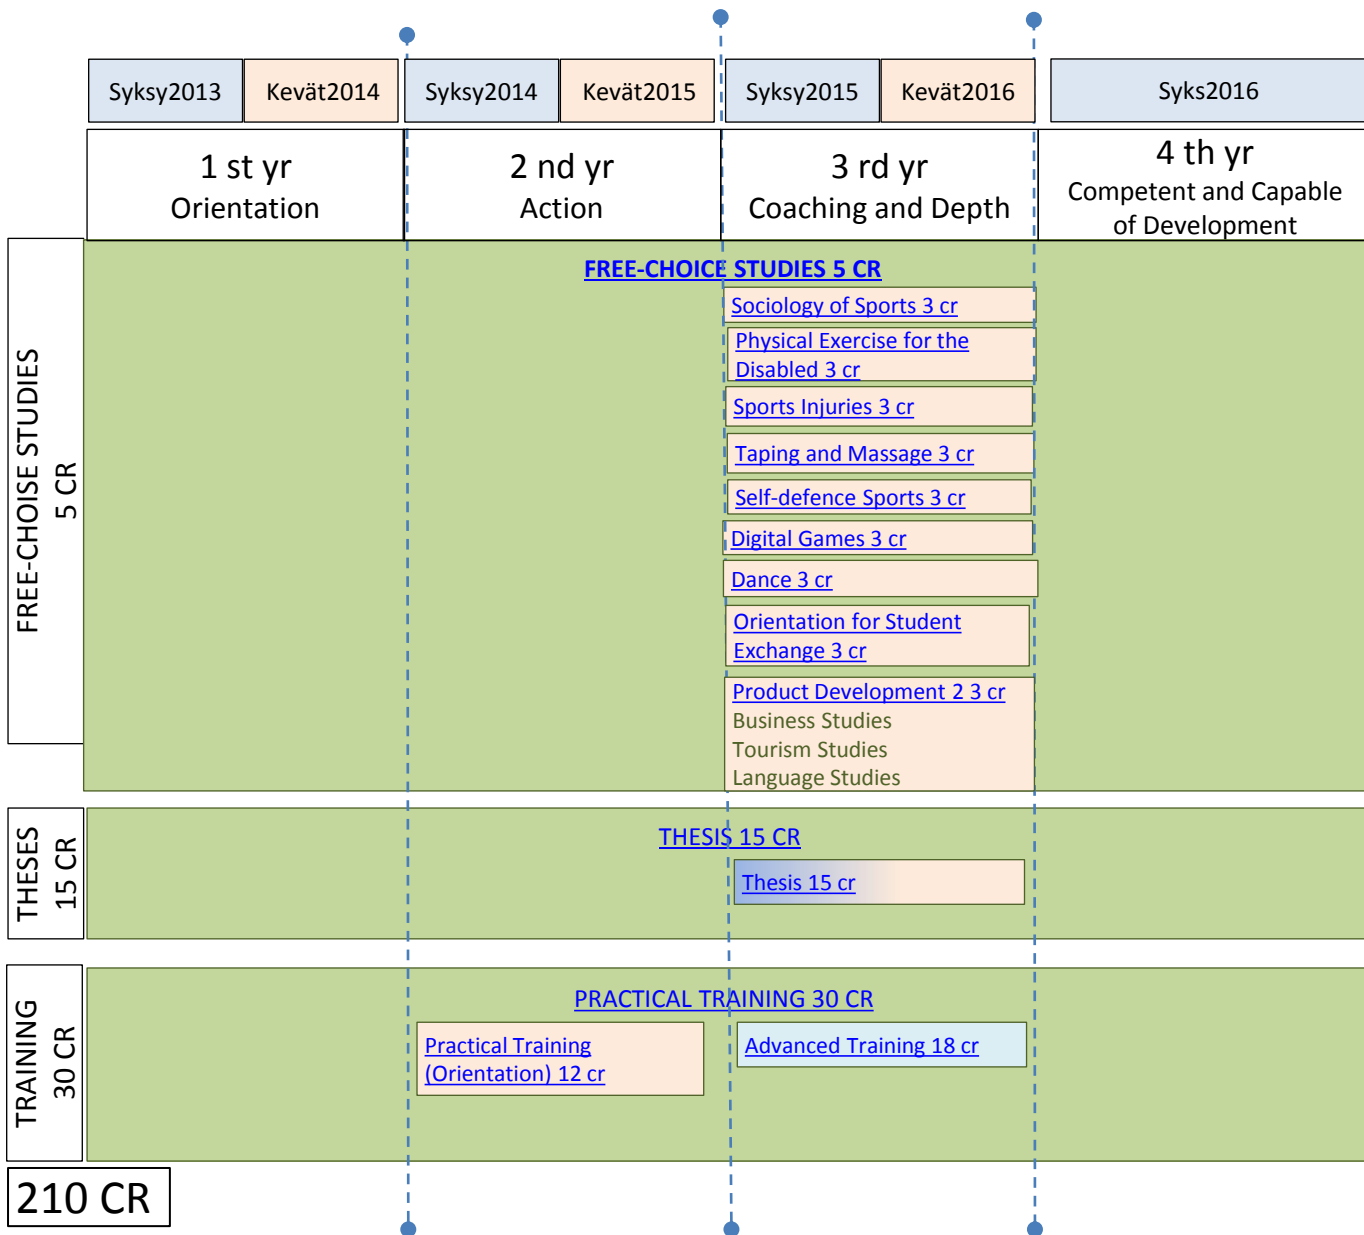 Syksy2013
Kevät2014
Syksy2014
Kevät2015
Syksy2015
Kevät2016
Syks2016
1 st yr
Orientation
2 nd yr
Action
3 rd yr
Coaching and Depth
4 th yr
Competent and Capable
of Development
FREE-CHOISE STUDIES
5 CR
FREE-CHOICE STUDIES 5 CR
Sociology of Sports 3 cr
Physical Exercise for the
Disabled 3 cr
Sports Injuries 3 cr
Taping and Massage 3 cr
Self-defence Sports 3 cr
Digital Games 3 cr
Dance 3 cr
Orientation for Student
Exchange 3 cr
Product Development 2 3 cr
Business Studies
Tourism Studies
Language Studies
THESES
15 CR
THESIS 15 CR
Thesis 15 cr
TRAINING
30 CR
PRACTICAL TRAINING 30 CR
Practical Training
(Orientation) 12 cr
Advanced Training 18 cr
210 CR